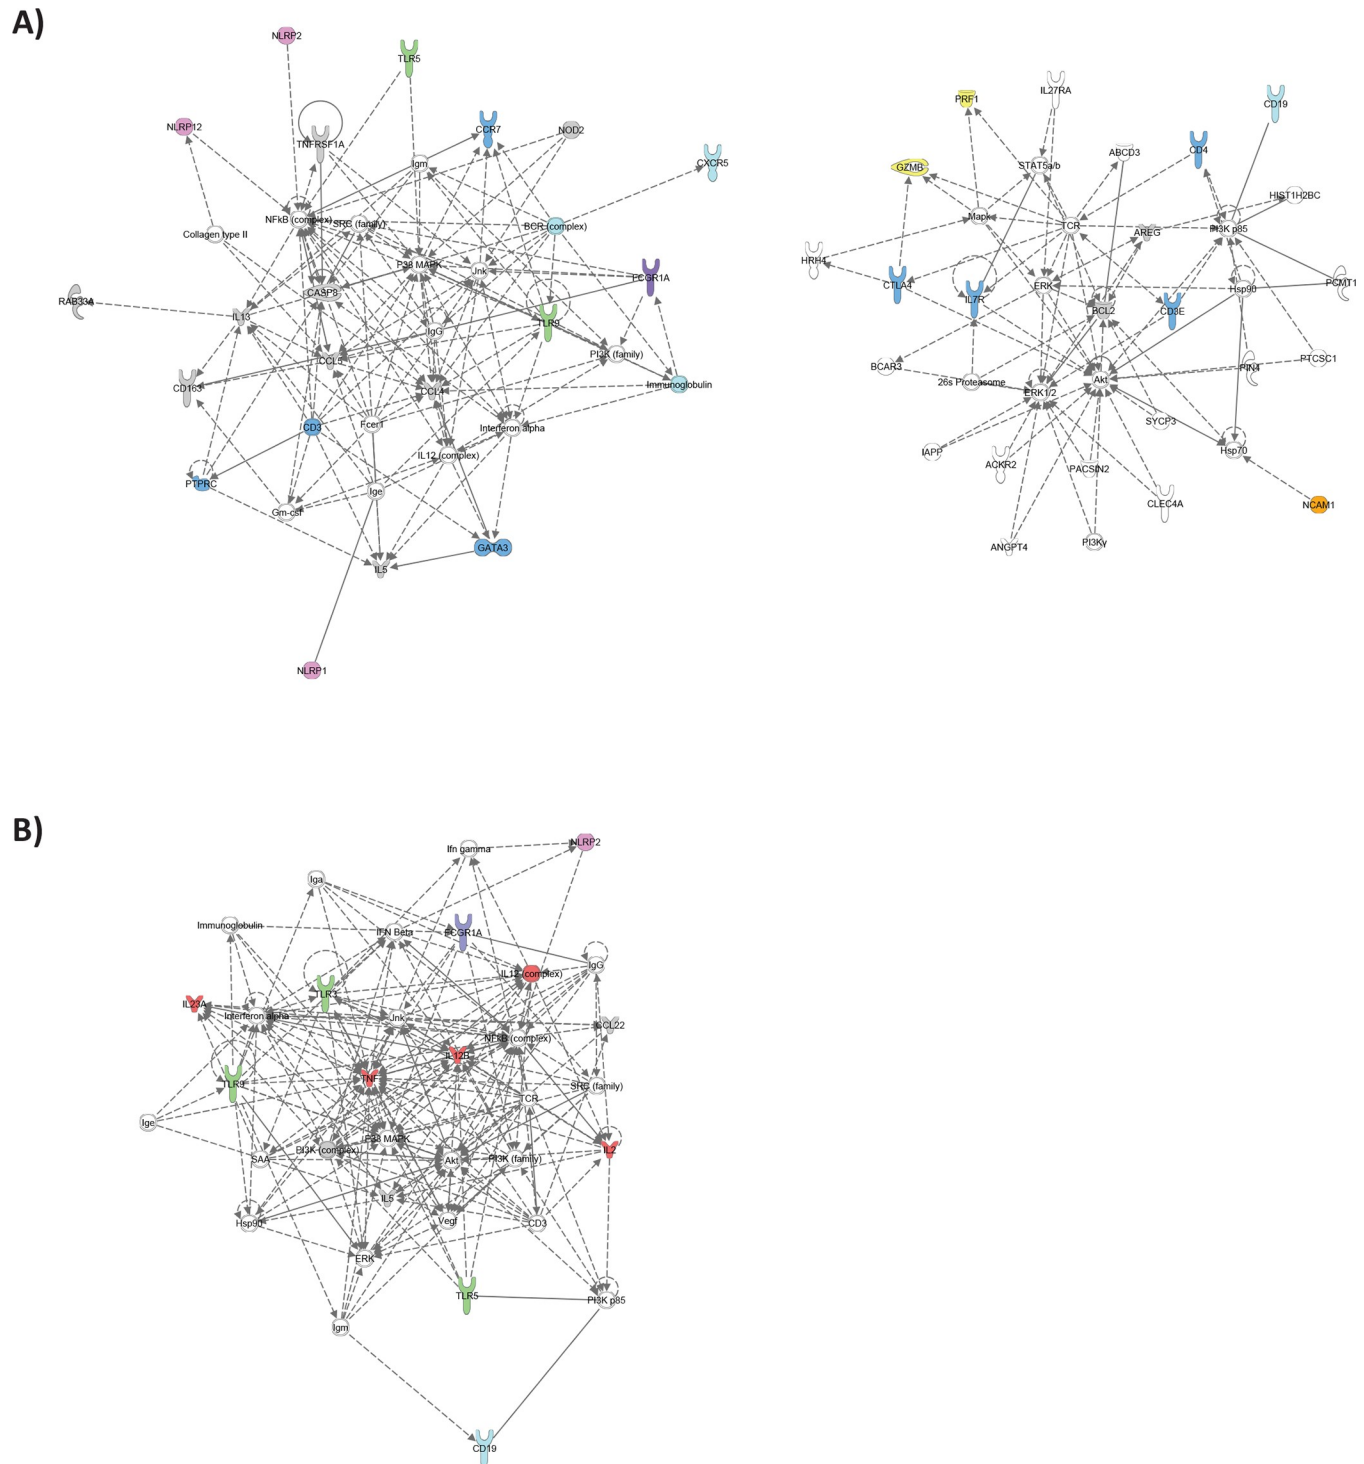 A)
NLRP2
TLR5
NLRP12
TNFRSF1A
CCR7
NOD2
Igm
CXCR5
NFkB (complex)
SRC (family)
BCR (complex)
Collagen type II
P38 MAPK
Jnk
FCGR1A
CASP8
RAB33A
IL13
TLR9
IgG
PI3K (family)
CCL5
CD163
CCL4
Immunoglobulin
CD3
Fcer1
Interferon alpha
IL12 (complex)
PTPRC
Ige
Gm-csf
GATA3
IL5
NLRP1
IL27RA
PRF1
CD19
CD4
ABCD3
GZMB
STAT5a/b
HIST1H2BC
Mapk
TCR
AREG
PI3K p85
HRH4
CTLA4
IL7R
ERK
Hsp90
PCMT1
BCL2
CD3E
BCAR3
26s Proteasome
Akt
PIN4
PTCSC1
ERK1/2
SYCP3
IAPP
ACKR2
PACSIN2
Hsp70
CLEC4A
NCAM1
ANGPT4
PI3Kγ
B)
Ifn gamma
NLRP2
Iga
Immunoglobulin
IFN Beta
FCGR1A
IL12 (complex)
IgG
IL23A
TLR3
Interferon alpha
Jnk
CCL22
NFkB (complex)
IL12B
TNF
TLR9
SRC (family)
TCR
Ige
P38 MAPK
PI3K (complex)
SAA
Akt
PI3K (family)
IL2
IL5
Hsp90
Vegf
CD3
ERK
TLR5
PI3K p85
Igm
CD19